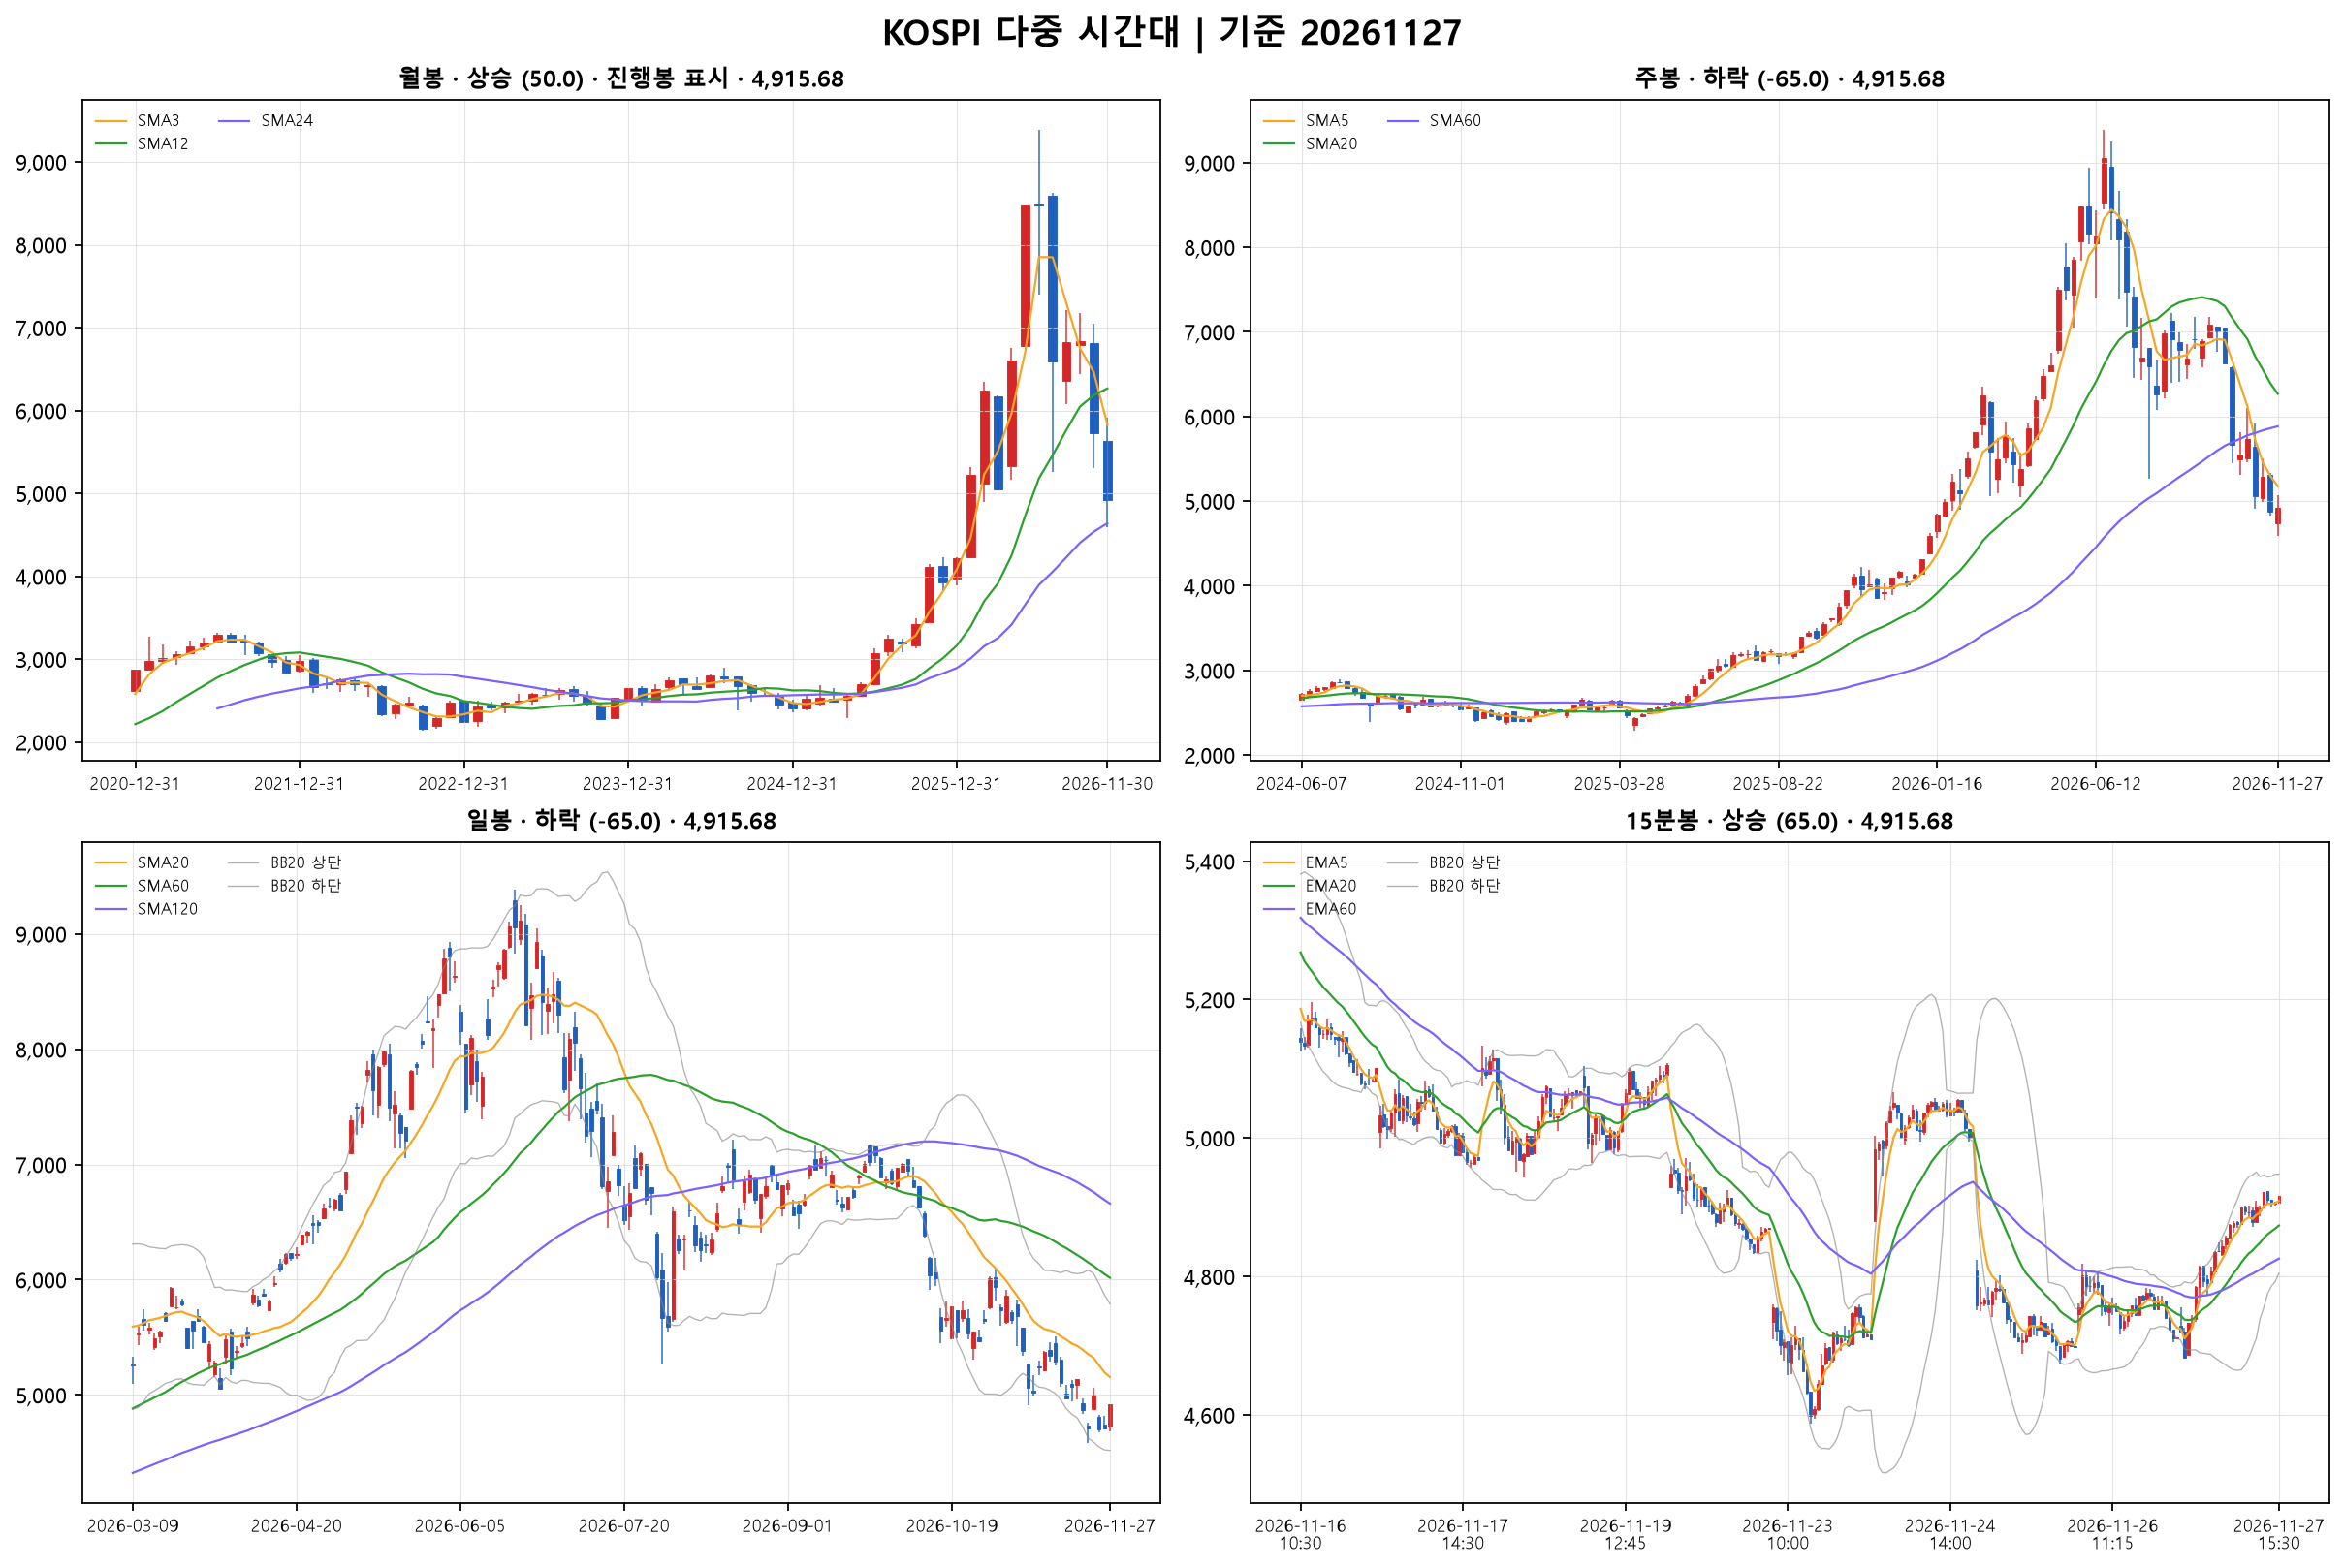 KOSPI 다중 시간대 | 기준 20261127
월봉 · 상승 (50.0) · 진행봉 표시 · 4,915.68
SMA3
SMA24
SMA12
9,000
8,000
7,000
6,000
5,000
4,000
3,000
2,000
2020-12-31
2021-12-31
2022-12-31
2023-12-31
2024-12-31
2025-12-31
2026-11-30
주봉 · 하락 (-65.0) · 4,915.68
SMA5
SMA60
SMA20
9,000
8,000
7,000
6,000
5,000
4,000
3,000
2,000
2024-06-07
2024-11-01
2025-03-28
2025-08-22
2026-01-16
2026-06-12
2026-11-27
일봉 · 하락 (-65.0) · 4,915.68
SMA20
BB20 상단
SMA60
BB20 하단
SMA120
9,000
8,000
7,000
6,000
5,000
2026-03-09
2026-04-20
2026-06-05
2026-07-20
2026-09-01
2026-10-19
2026-11-27
15분봉 · 상승 (65.0) · 4,915.68
EMA5
BB20 상단
EMA20
BB20 하단
EMA60
5,400
5,200
5,000
4,800
4,600
2026-11-16
10:30
2026-11-17
14:30
2026-11-19
12:45
2026-11-23
10:00
2026-11-24
14:00
2026-11-26
11:15
2026-11-27
15:30